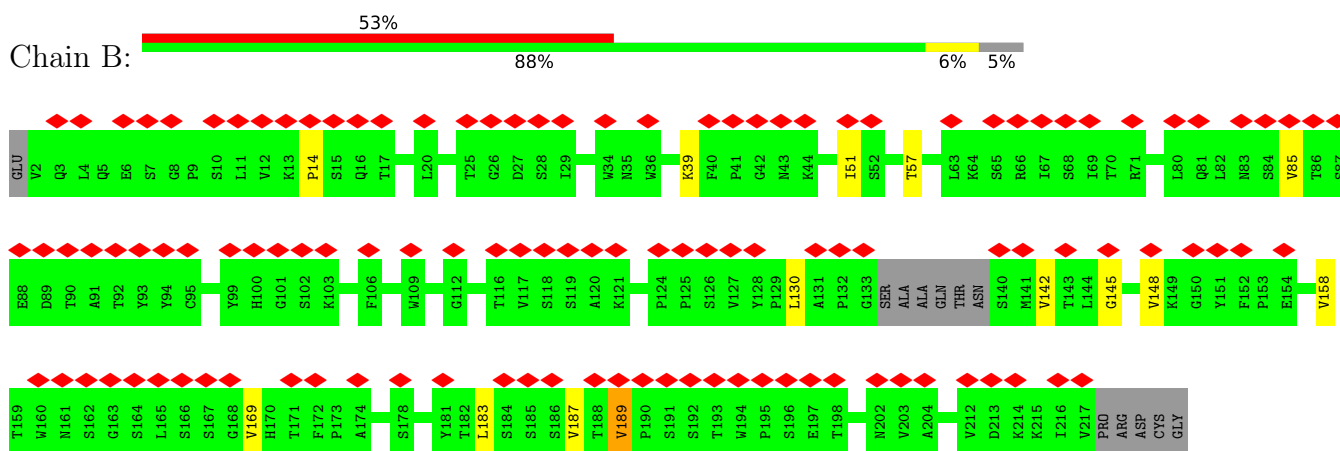 53%
Chain B:
88% 6% 5%
GLU V2 Q3 L4 Q5 E6 S7 G8 P9 S10 L11 V12 K13 P14 S15 Q16 T17 L20 T25 G26 D27 S28 I29 W34 N35 W36 K39 F40 P41 G42 N43 K44 I51 S52 T57 L63 K64 S65 R66 I67 S68 I69 T70 R71 L80 Q81 L82 N83 S84 V85 T86 S87
E88 D89 T90 A91 T92 Y93 Y94 C95 Y99 H100 G101 S102 K103 F106 W109 G112 T116 V117 S118 S119 A120 K121 P124 P125 S126 V127 Y128 P129 L130 A131 P132 G133 SER ALA ALA GLN THR ASN S140 M141 V142 T143 L144 G145 V148 K149 G150 Y151 F152 P153 E154 V158
T159 W160 N161 S162 G163 S164 L165 S166 S167 G168 V169 H170 T171 F172 P173 A174 S178 Y181 T182 L183 S184 S185 S186 V187 T188 V189 P190 S191 S192 T193 W194 P195 S196 E197 T198 N202 V203 A204 V212 D213 K214 K215 I216 V217 PRO ARG ASP CYS GLY